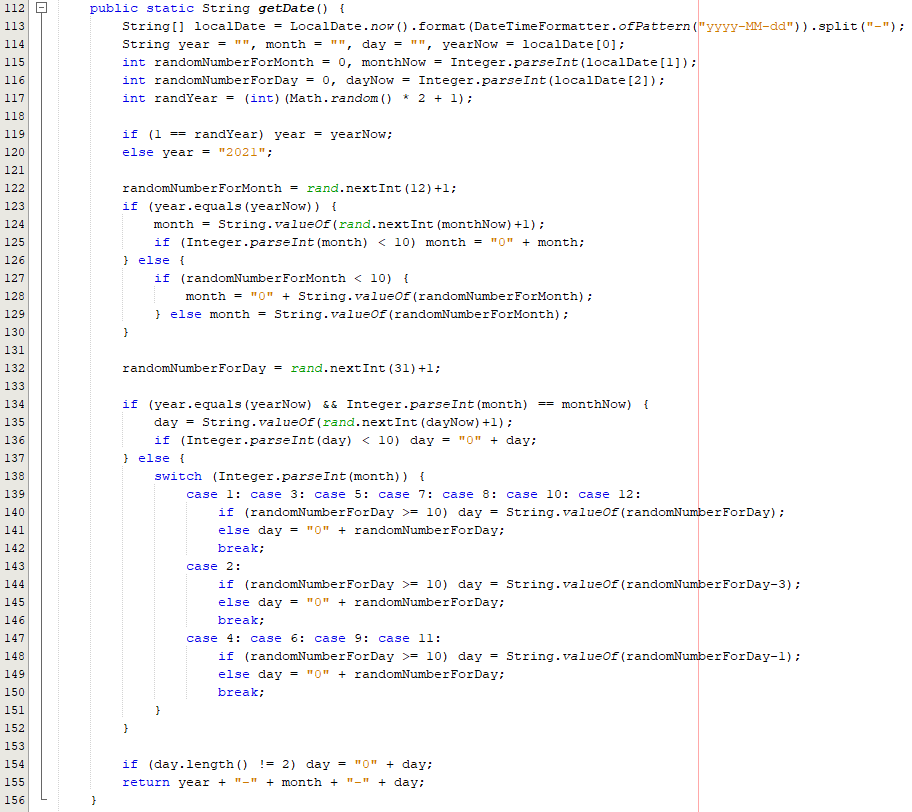 112 public static String getDate() {
113 String[] localDate = LocalDate.now().format(DateTimeFormatter.ofPattern("yyyy-MM-dd")).split("-");
114 String year = "", month = "", day = "", yearNow = localDate[0];
115 int randomNumberForMonth = 0, monthNow = Integer.parseInt(localDate[1]);
116 int randomNumberForDay = 0, dayNow = Integer.parseInt(localDate[2]);
117 int randYear = (int)(Math.random() * 2 + 1);
118
119 if (1 == randYear) year = yearNow;
120 else year = "2021";
121
122 randomNumberForMonth = rand.nextInt(12)+1;
123 if (year.equals(yearNow)) {
124 month = String.valueOf(rand.nextInt(monthNow)+1);
125 if (Integer.parseInt(month) < 10) month = "0" + month;
126 } else {
127 if (randomNumberForMonth < 10) {
128 month = "0" + String.valueOf(randomNumberForMonth);
129 } else month = String.valueOf(randomNumberForMonth);
130 }
131
132 randomNumberForDay = rand.nextInt(31)+1;
133
134 if (year.equals(yearNow) && Integer.parseInt(month) == monthNow) {
135 day = String.valueOf(rand.nextInt(dayNow)+1);
136 if (Integer.parseInt(day) < 10) day = "0" + day;
137 } else {
138 switch (Integer.parseInt(month)) {
139 case 1: case 3: case 5: case 7: case 8: case 10: case 12:
140 if (randomNumberForDay >= 10) day = String.valueOf(randomNumberForDay);
141 else day = "0" + randomNumberForDay;
142 break;
143 case 2:
144 if (randomNumberForDay >= 10) day = String.valueOf(randomNumberForDay-3);
145 else day = "0" + randomNumberForDay;
146 break;
147 case 4: case 6: case 9: case 11:
148 if (randomNumberForDay >= 10) day = String.valueOf(randomNumberForDay-1);
149 else day = "0" + randomNumberForDay;
150 break;
151 }
152 }
153
154 if (day.length() != 2) day = "0" + day;
155 return year + "-" + month + "-" + day;
156 }